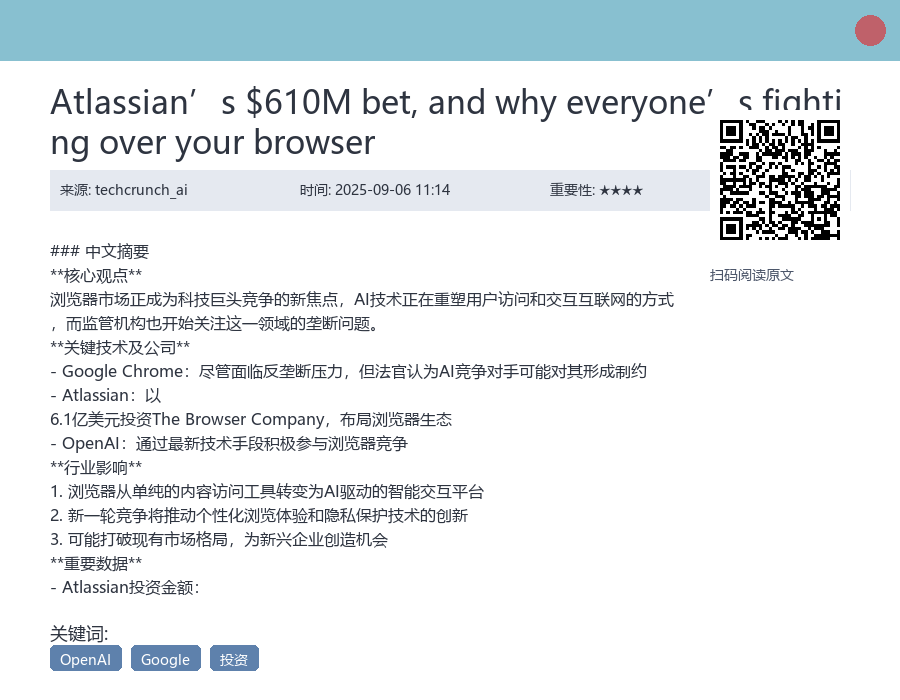 Atlassian’s $610M bet, and why everyone’s fighti
ng over your browser
来源: techcrunch_ai 时间: 2025-09-06 11:14 重要性: ★★★★
扫码阅读原文
### 中文摘要
**核心观点**
浏览器市场正成为科技巨头竞争的新焦点，AI技术正在重塑用户访问和交互互联网的方式
，而监管机构也开始关注这一领域的垄断问题。
**关键技术及公司**
- Google Chrome：尽管面临反垄断压力，但法官认为AI竞争对手可能对其形成制约
- Atlassian：以
6.1亿美元投资The Browser Company，布局浏览器生态
- OpenAI：通过最新技术手段积极参与浏览器竞争
**行业影响**
1. 浏览器从单纯的内容访问工具转变为AI驱动的智能交互平台
2. 新一轮竞争将推动个性化浏览体验和隐私保护技术的创新
3. 可能打破现有市场格局，为新兴企业创造机会
**重要数据**
- Atlassian投资金额：
关键词:
OpenAI Google 投资